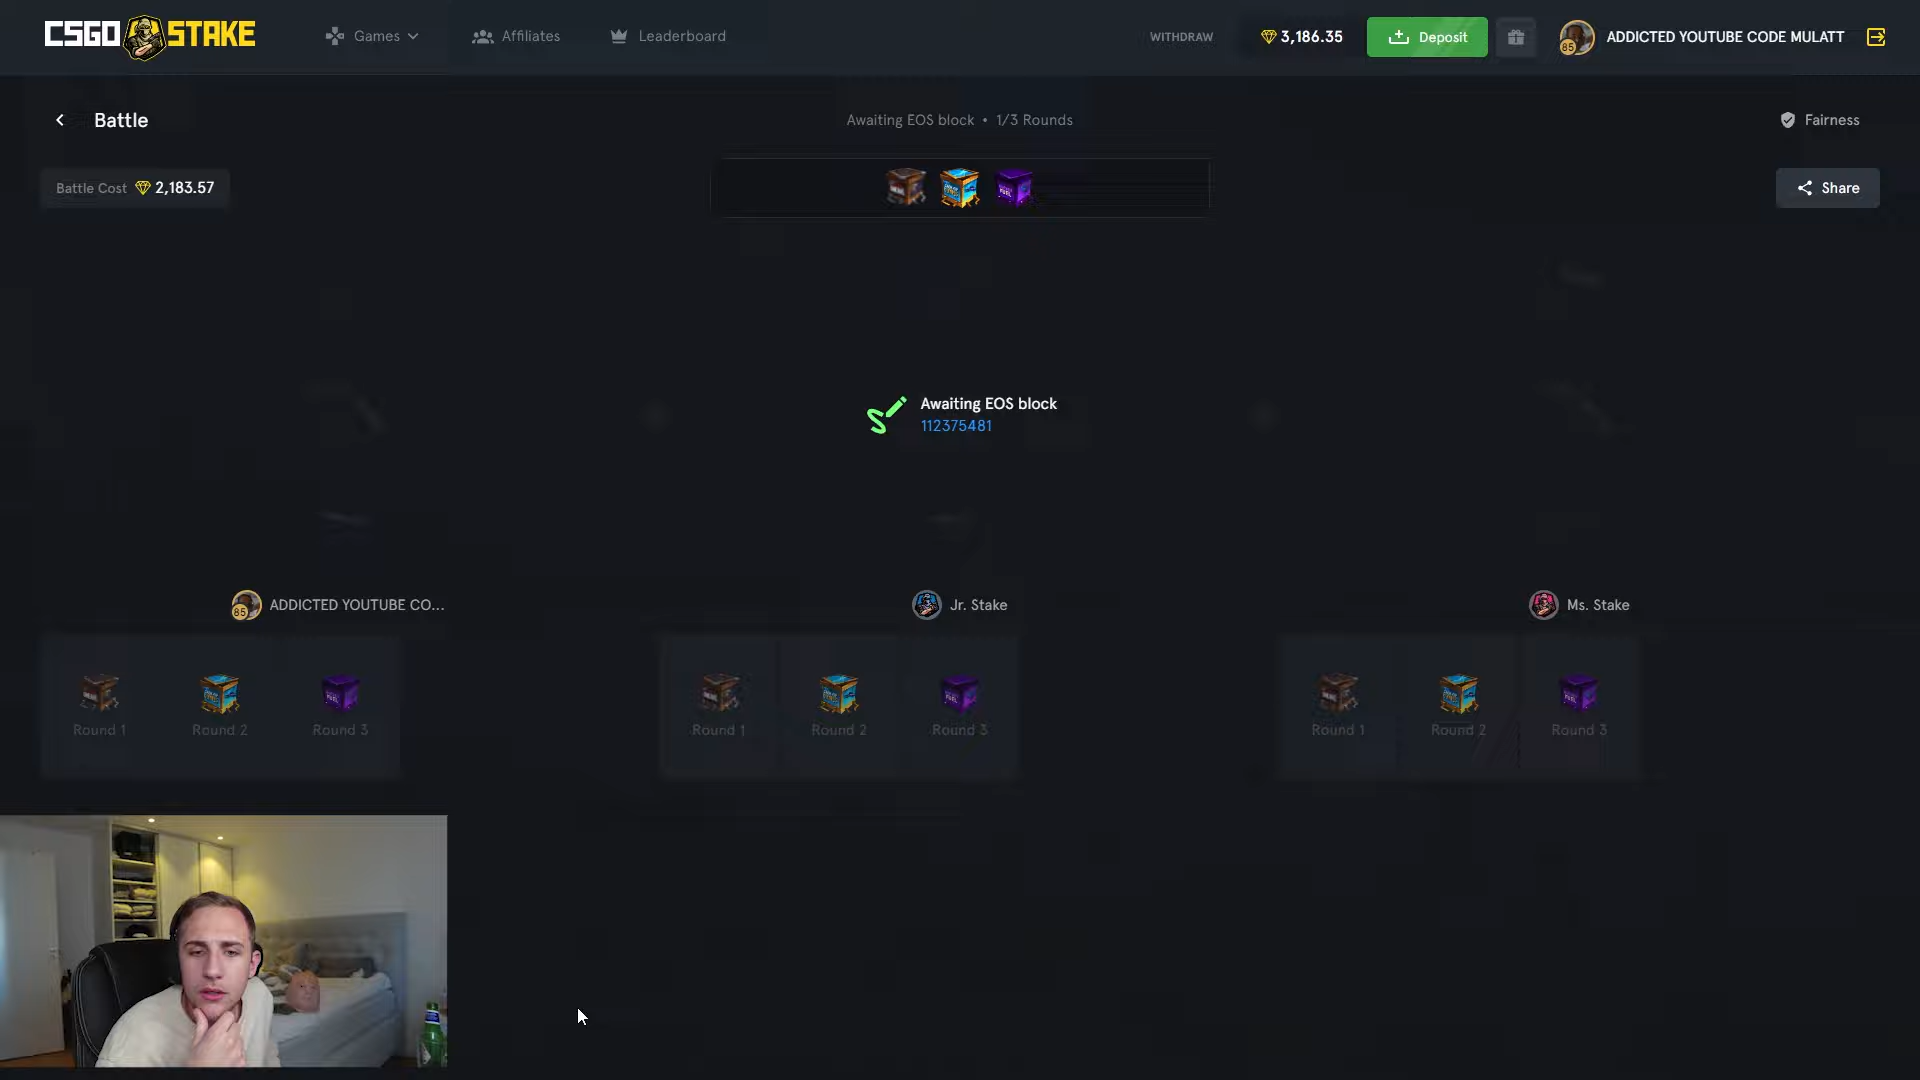 CSGO STAKE
Games
Affiliates
Leaderboard
WITHDRAW
3,186.35
Deposit
85
ADDICTED YOUTUBE CODE MULATT
Battle
Awaiting EOS block • 1/3 Rounds
Fairness
Battle Cost 2,183.57
Share
Awaiting EOS block
112375481
85 ADDICTED YOUTUBE CO...
Jr. Stake
Ms. Stake
Round 1 Round 2 Round 3
Round 1 Round 2 Round 3
Round 1 Round 2 Round 3